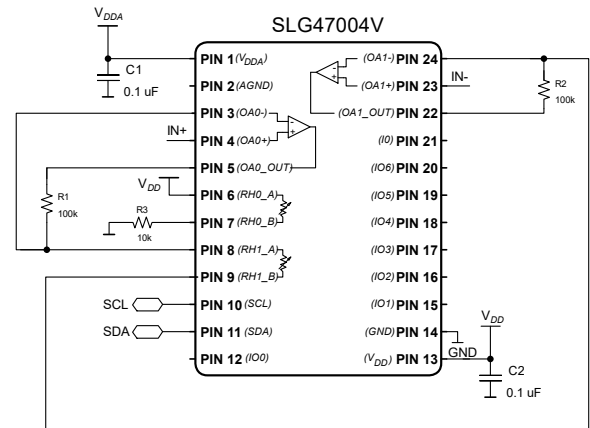 SLG47004V
VDDA
C1
0.1 uF
IN+
R1
100k
VDD
R3
10k
SCL
SDA
PIN 1 (VDDA)
PIN 2 (AGND)
PIN 3 (OA0-)
PIN 4 (OA0+)
PIN 5 (OA0_OUT)
PIN 6 (RH0_A)
PIN 7 (RH0_B)
PIN 8 (RH1_A)
PIN 9 (RH1_B)
PIN 10 (SCL)
PIN 11 (SDA)
PIN 12 (IO0)
- +
- +
(OA1-) PIN 24
(OA1+) PIN 23
(OA1_OUT) PIN 22
(I0) PIN 21
(IO6) PIN 20
(IO5) PIN 19
(IO4) PIN 18
(IO3) PIN 17
(IO2) PIN 16
(IO1) PIN 15
(GND) PIN 14
(VDD) PIN 13
IN-
R2
100k
VDD
GND
C2
0.1 uF